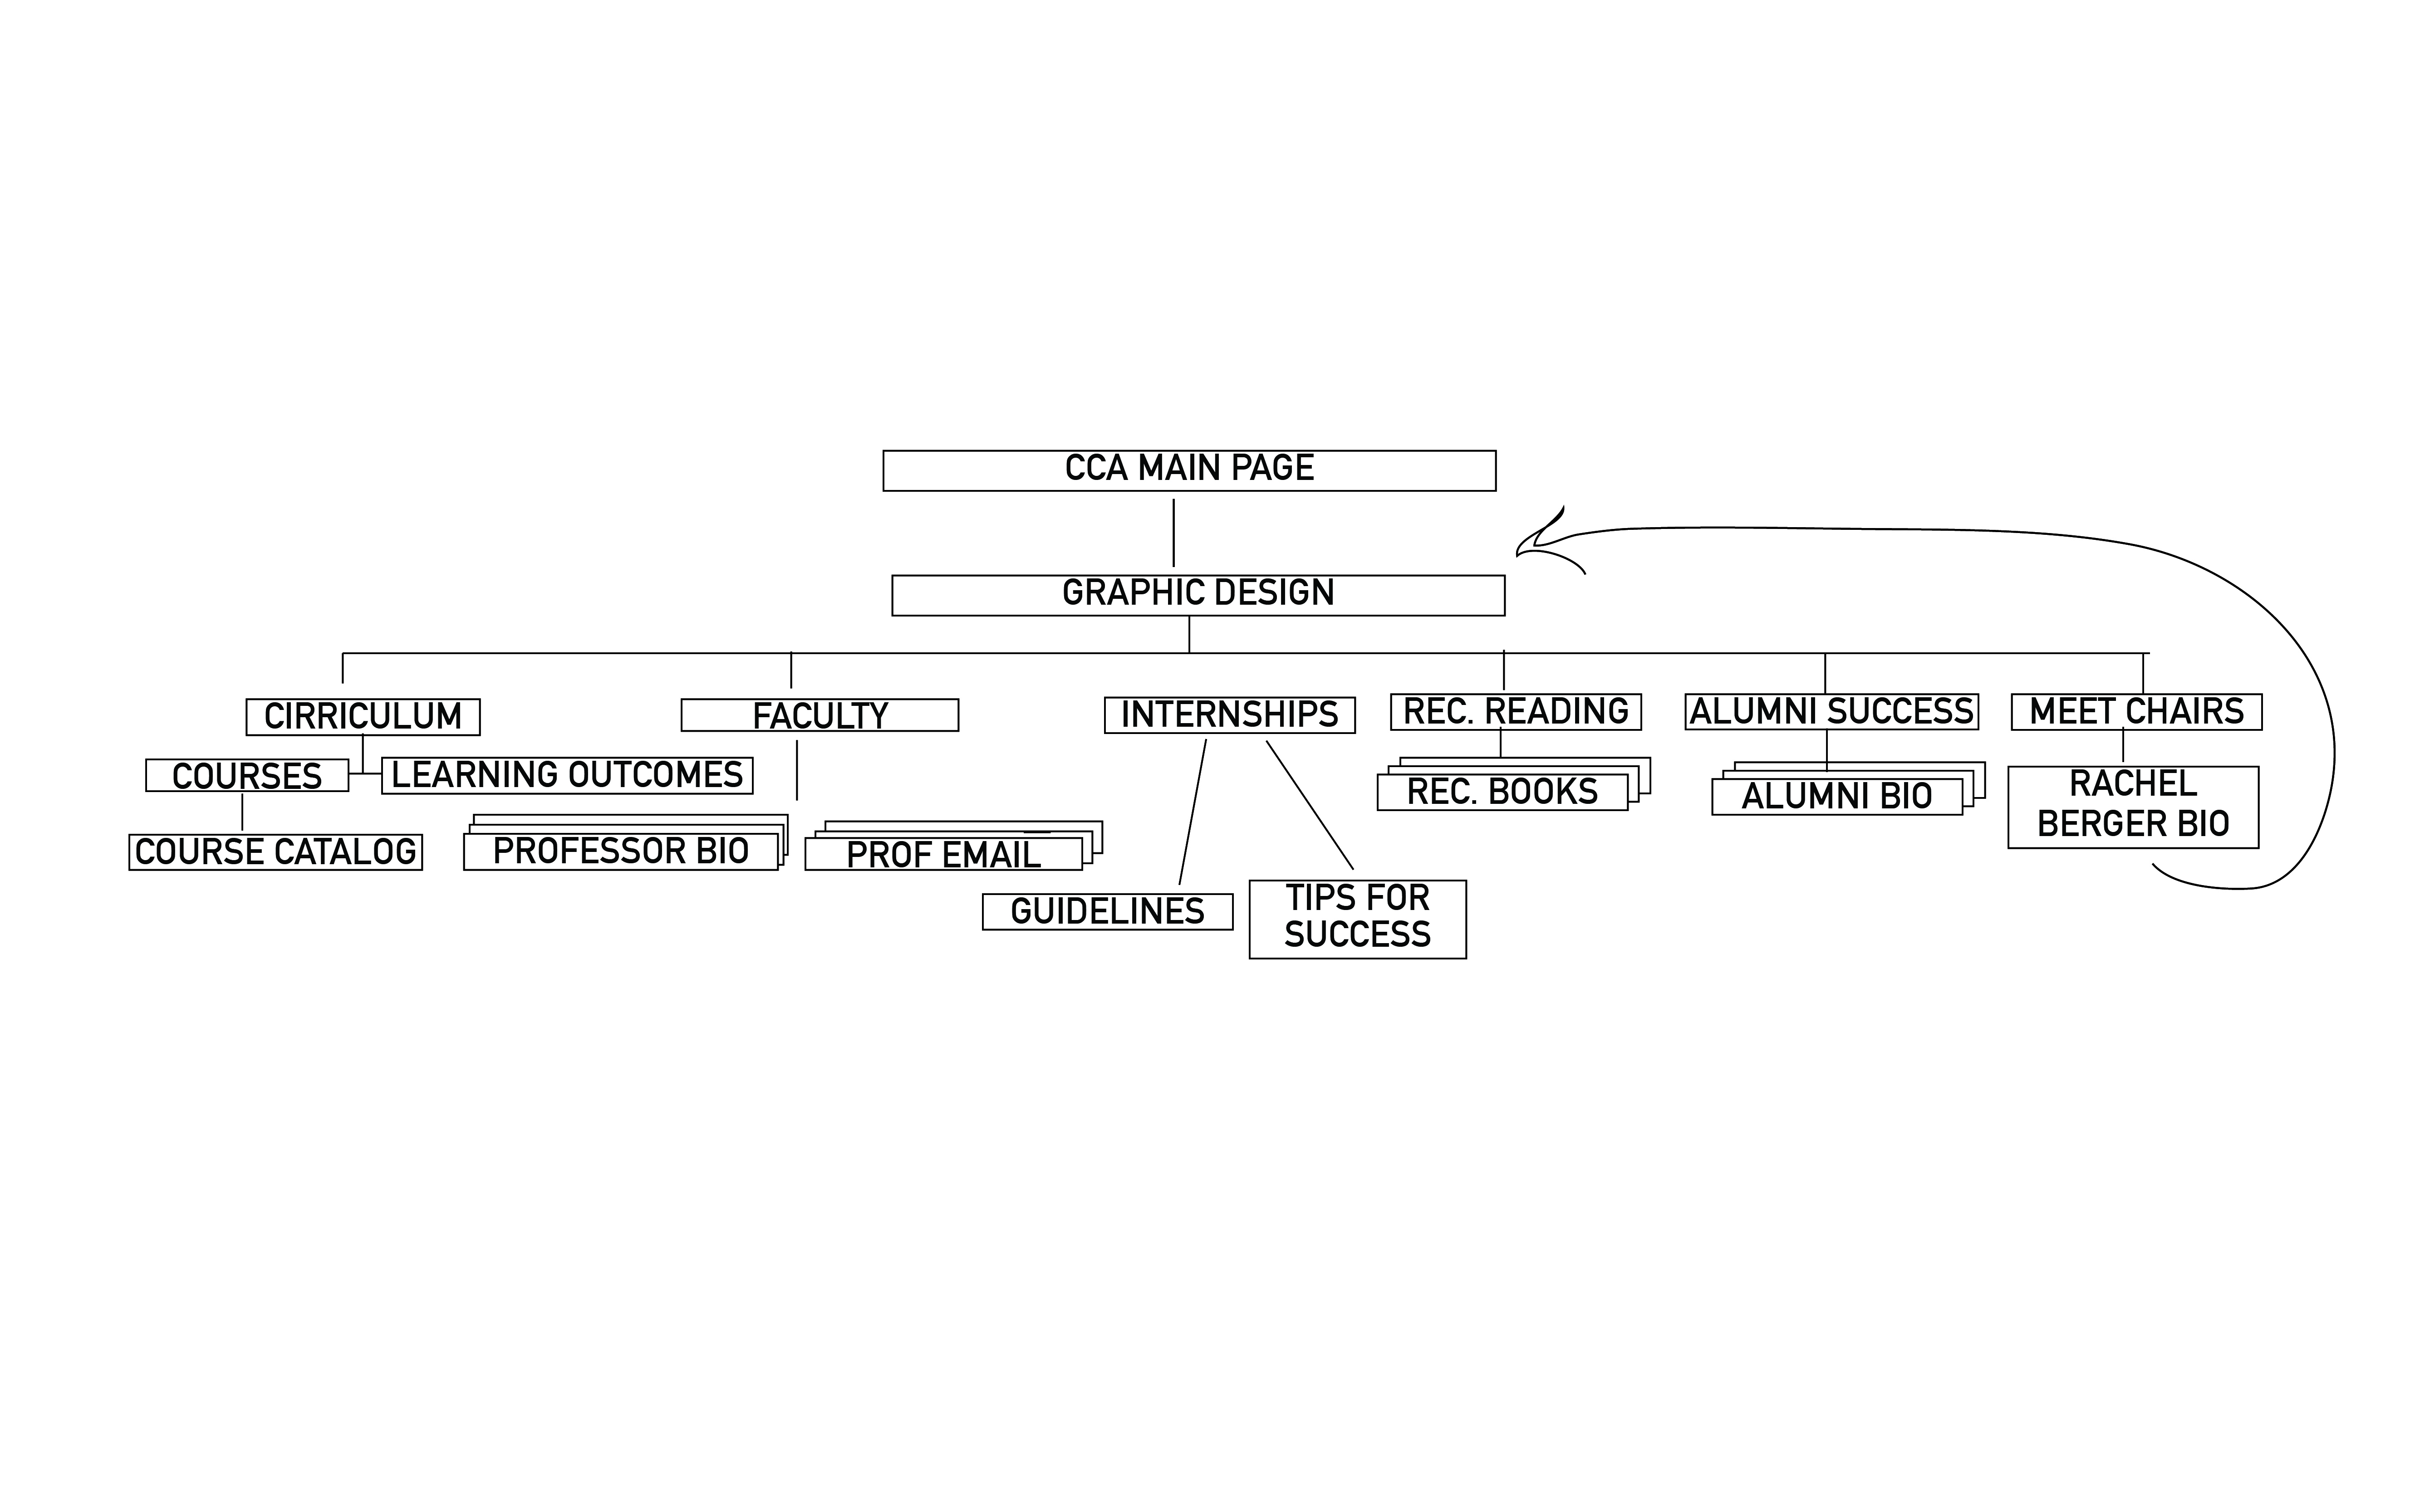 CCA MAIN PAGE
GRAPHIC DESIGN
CIRRICULUM
FACULTY
INTERNSHIPS
REC. READING
ALUMNI SUCCESS
MEET CHAIRS
COURSES
LEARNING OUTCOMES
REC. BOOKS
ALUMNI BIO
RACHEL
BERGER BIO
COURSE CATALOG
PROFESSOR BIO
PROF EMAIL
GUIDELINES
TIPS FOR
SUCCESS